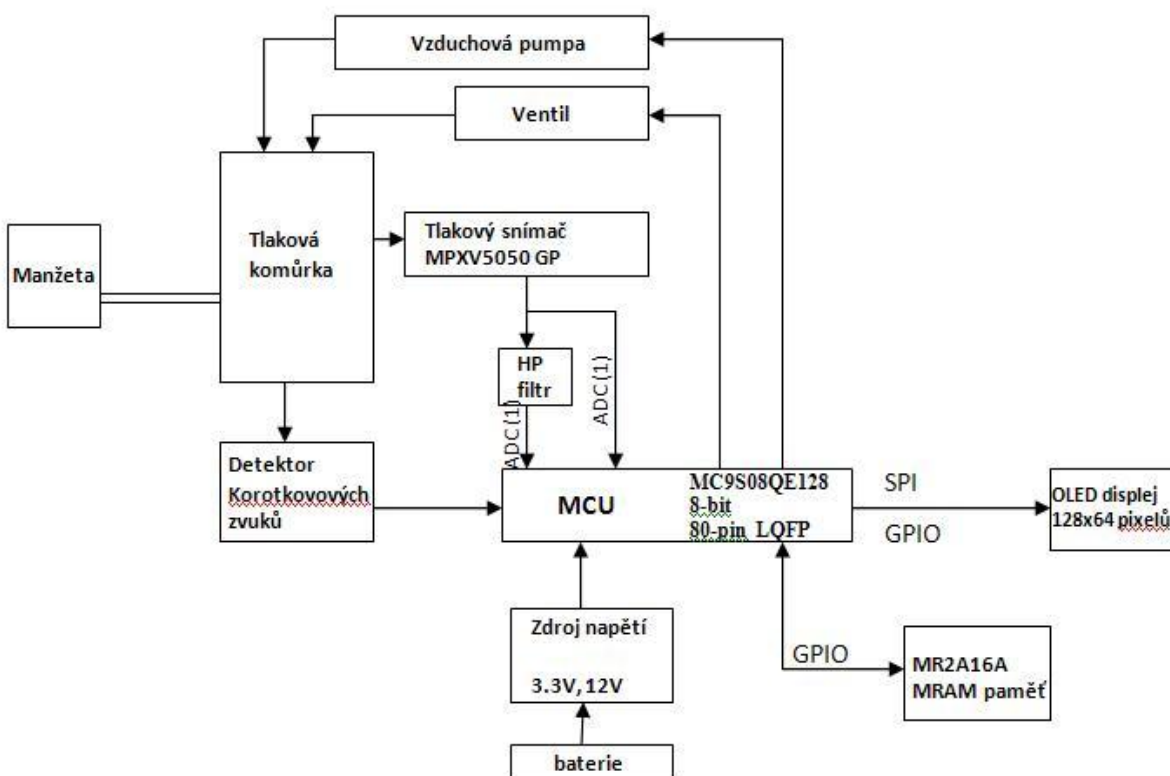 Vzduchová pumpa
Ventil
Tlaková
komůrka
Tlakový snímač
MPXV5050 GP
Manžeta
HP
filtr
ADC(1)
ADC(1)
Detektor
Korotkovových
zvuků
MCU
MC9S08QE128
8-bit
80-pin LQFP
SPI
GPIO
OLED displej
128x64 pixelů
Zdroj napětí
3.3V, 12V
GPIO
MR2A16A
MRAM paměť
baterie